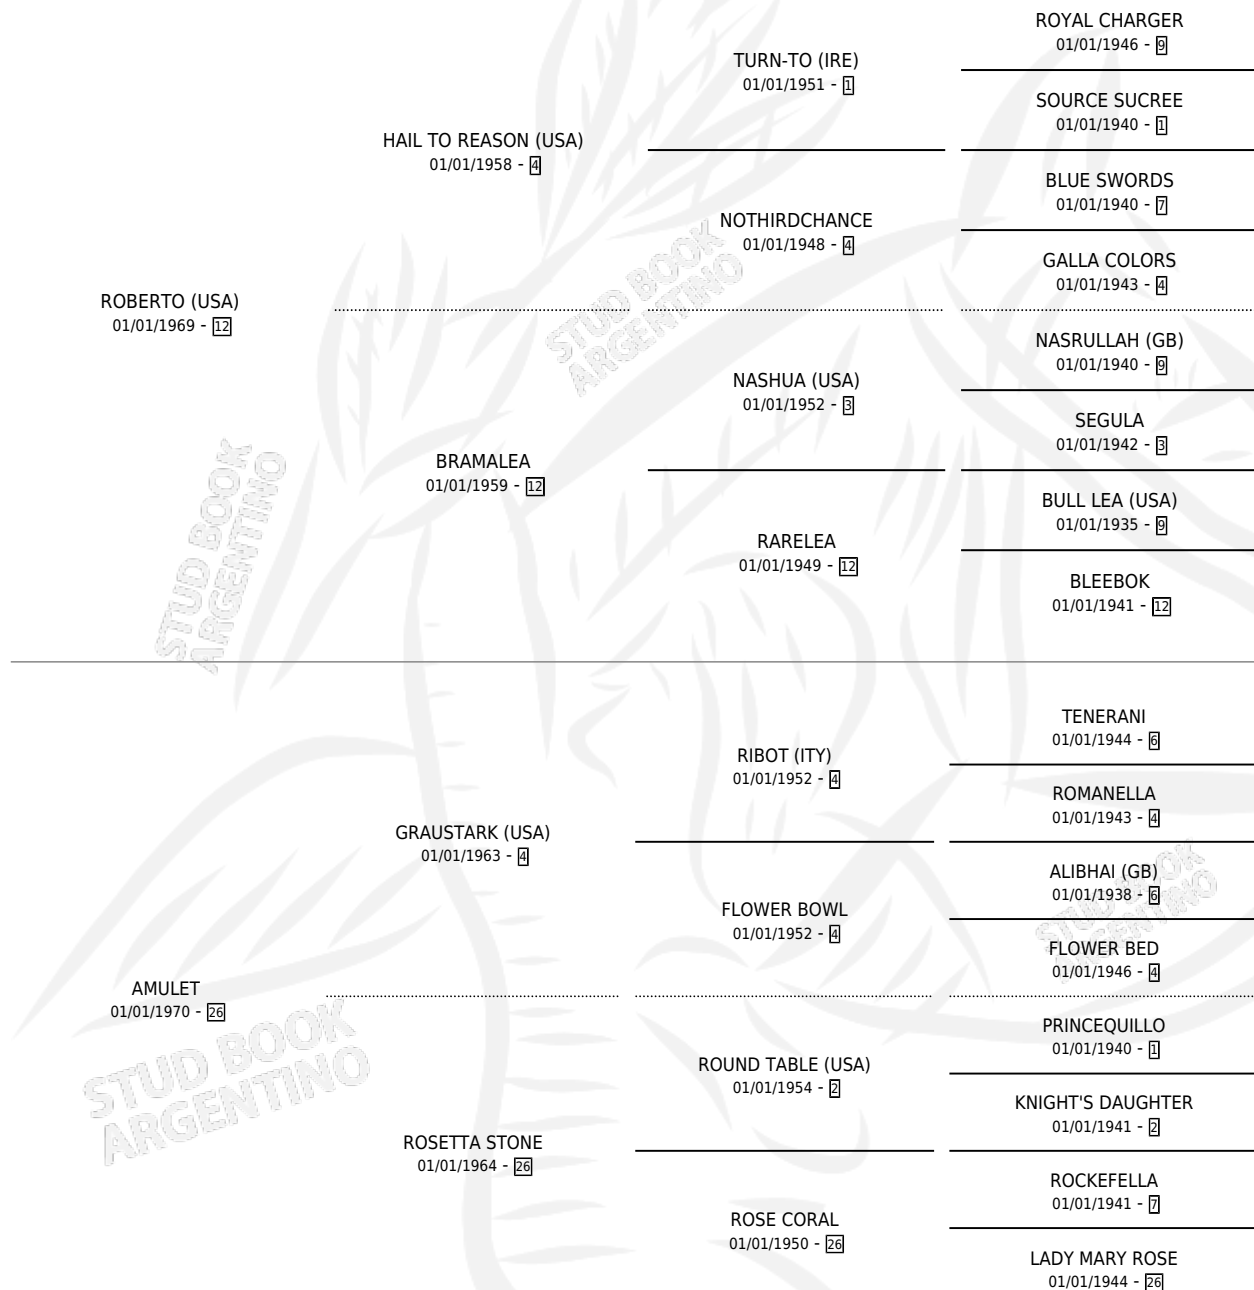 ROYAL CHARGER
01/01/1946 - 9
TURN-TO (IRE)
01/01/1951 - 1
SOURCE SUCREE
01/01/1940 - 1
HAIL TO REASON (USA)
01/01/1958 - 4
BLUE SWORDS
01/01/1940 - 7
NOTHIRDCHANCE
01/01/1948 - 4
GALLA COLORS
01/01/1943 - 4
ROBERTO (USA)
01/01/1969 - 12
NASRULLAH (GB)
01/01/1940 - 9
NASHUA (USA)
01/01/1952 - 3
SEGULA
01/01/1942 - 3
BRAMALEA
01/01/1959 - 12
BULL LEA (USA)
01/01/1935 - 9
RARELEA
01/01/1949 - 12
BLEEBOK
01/01/1941 - 12
STUD BOOK
ARGENTINO
STUD BOOK
ARGENTINO
TENERANI
01/01/1944 - 6
RIBOT (ITY)
01/01/1952 - 4
ROMANELLA
01/01/1943 - 4
GRAUSTARK (USA)
01/01/1963 - 4
ALIBHAI (GB)
01/01/1938 - 6
FLOWER BOWL
01/01/1952 - 4
FLOWER BED
01/01/1946 - 4
STUD BOOK
ARGENTINO
AMULET
01/01/1970 - 26
PRINCEQUILLO
01/01/1940 - 1
ROUND TABLE (USA)
01/01/1954 - 2
KNIGHT'S DAUGHTER
01/01/1941 - 2
ROSETTA STONE
01/01/1964 - 26
ROCKEFELLA
01/01/1941 - 7
ROSE CORAL
01/01/1950 - 26
LADY MARY ROSE
01/01/1944 - 26
STUD BOOK
ARGENTINO